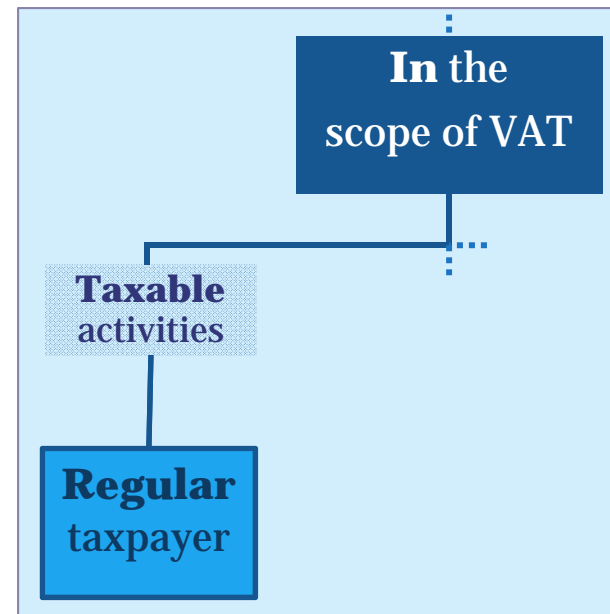 In the
scope of VAT
Taxable
activities
Regular
taxpayer